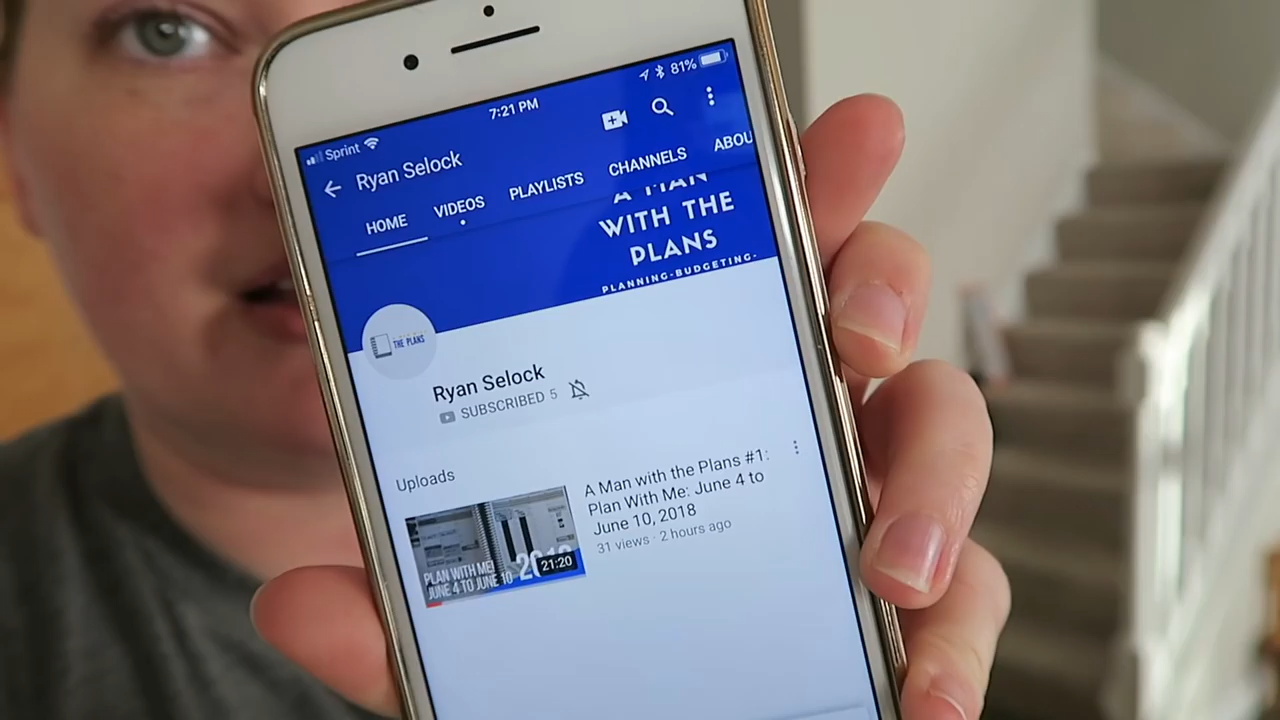 Sprint
7:21 PM
81%
Ryan Selock
HOME
VIDEOS
PLAYLISTS
CHANNELS
ABOU
A MAN
WITH THE
PLANS
PLANNING-BUDGETING-
THE PLANS
Ryan Selock
SUBSCRIBED 5
Uploads
PLAN WITH ME!
JUNE 4 TO JUNE 10
21:20
A Man with the Plans #1:
Plan With Me: June 4 to
June 10, 2018
31 views · 2 hours ago